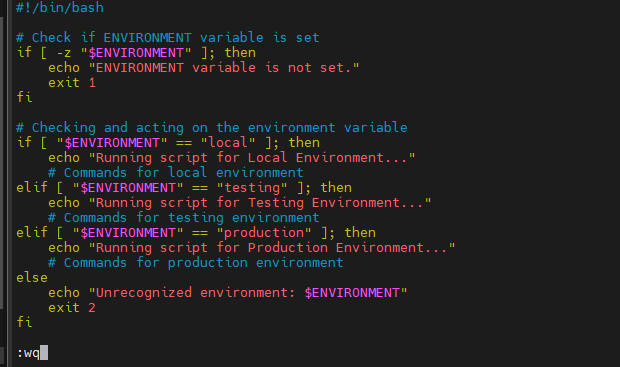 #!/bin/bash

# Check if ENVIRONMENT variable is set
if [ -z "$ENVIRONMENT" ]; then
    echo "ENVIRONMENT variable is not set."
    exit 1
fi

# Checking and acting on the environment variable
if [ "$ENVIRONMENT" == "local" ]; then
    echo "Running script for Local Environment..."
    # Commands for local environment
elif [ "$ENVIRONMENT" == "testing" ]; then
    echo "Running script for Testing Environment..."
    # Commands for testing environment
elif [ "$ENVIRONMENT" == "production" ]; then
    echo "Running script for Production Environment..."
    # Commands for production environment
else
    echo "Unrecognized environment: $ENVIRONMENT"
    exit 2
fi

:wq